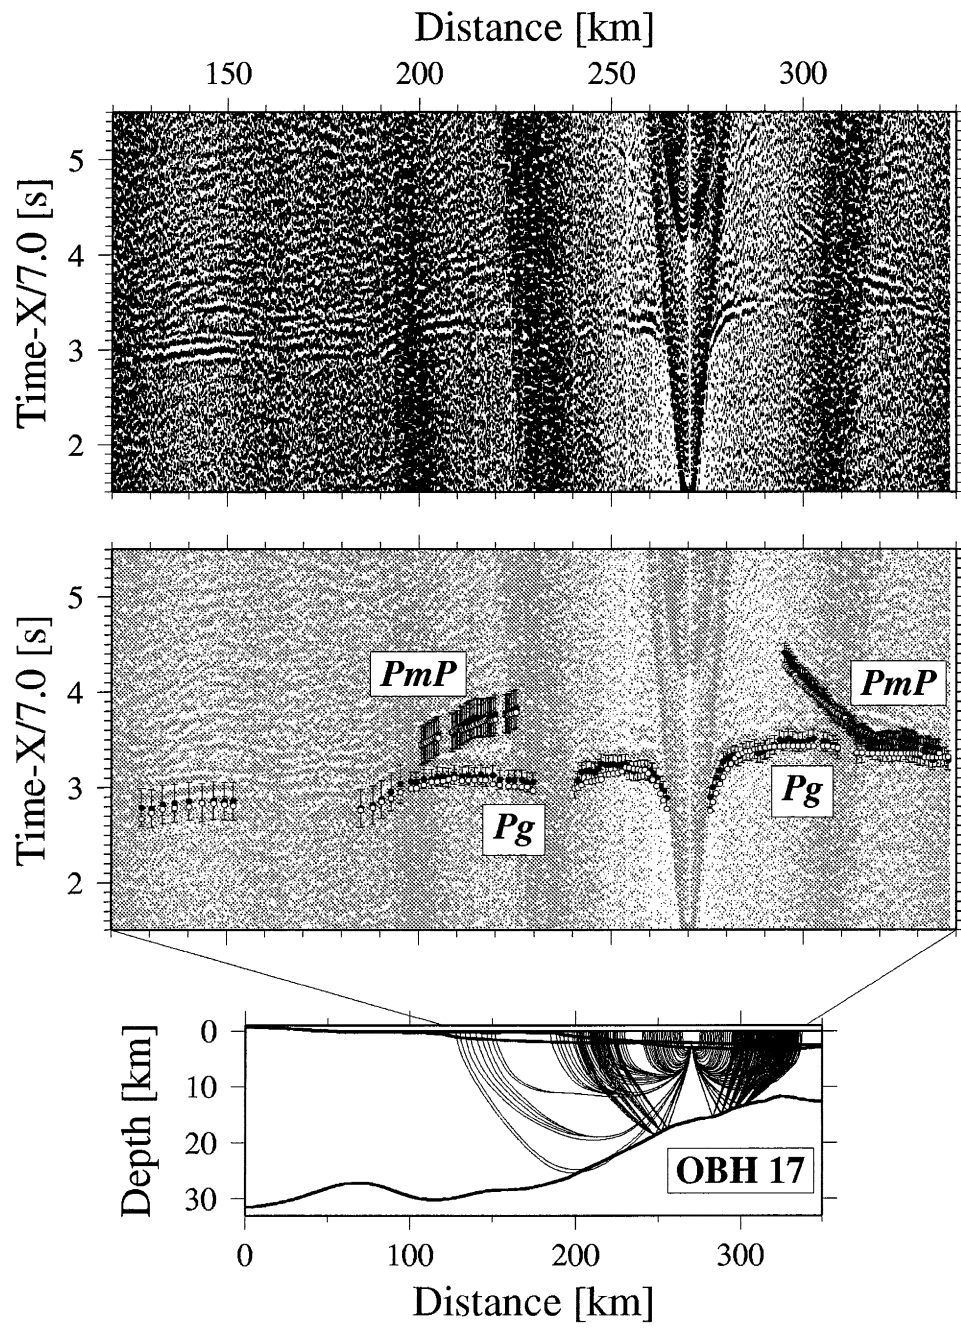 Distance [km]
150 200 250 300
Time-X/7.0 [s]
5
4
3
2
Time-X/7.0 [s]
5
4
3
2
PmP
PmP
Pg
Pg
Depth [km]
0
10
20
30
OBH 17
0 100 200 300
Distance [km]